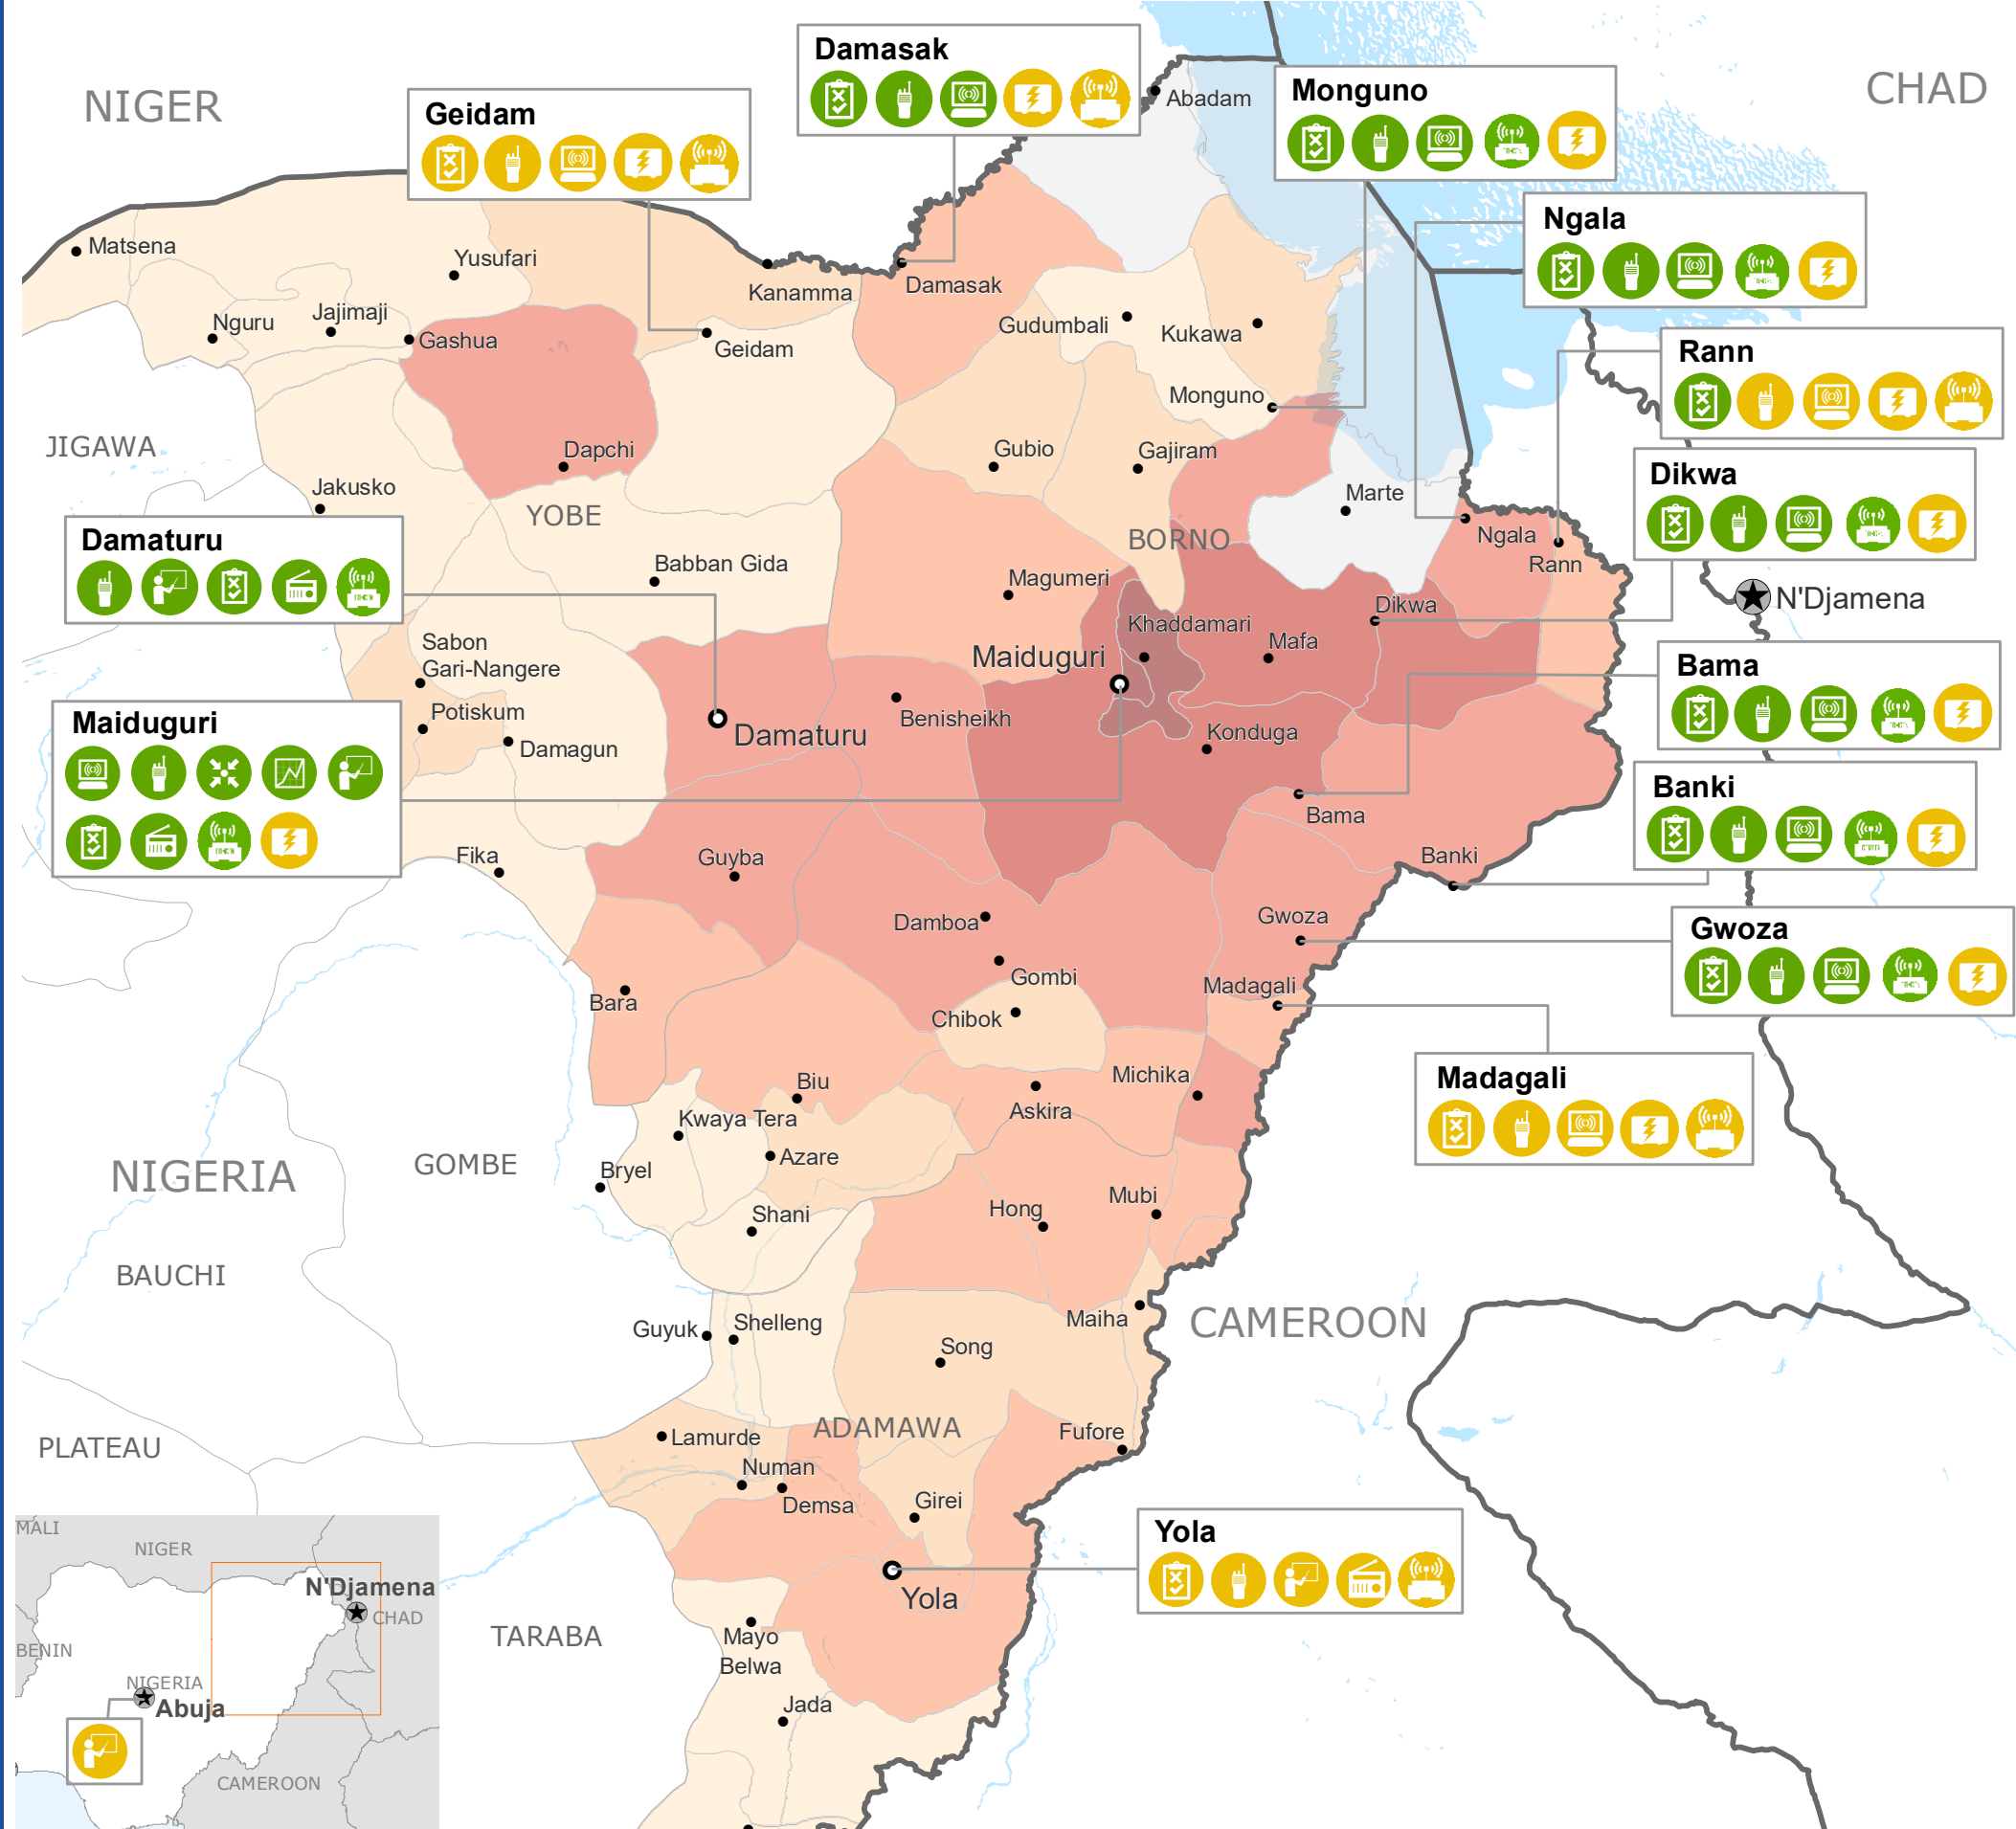 Damasak
Monguno
CHAD
NIGER
Geidam
Abadam
Ngala
Matsena
Yusufari
Kanamma
Damasak
Nguru
Jajimaji
Gashua
Geidam
Gudumbali
Kukawa
Rann
Monguno
JIGAWA
Dapchi
Gubio
Gajiram
Dikwa
Jakusko
YOBE
Marte
BORNO
Ngala
Rann
Damaturu
Babban Gida
Magumeri
Dikwa
N'Djamena
Sabon
Gari-Nangere
Khaddamari
Mafa
Maiduguri
Bama
Potiskum
Benisheikh
Maiduguri
Damagun
Damaturu
Konduga
Banki
Bama
Fika
Guyba
Banki
Damboa
Gwoza
Gwoza
Gombi
Madagali
Bara
Chibok
Michika
Madagali
Biu
Askira
Kwaya Tera
Azare
NIGERIA
GOMBE
Bryel
Mubi
Shani
Hong
BAUCHI
Maiha
CAMEROON
Guyuk
Shelleng
Song
PLATEAU
ADAMAWA
Lamurde
Fufore
Numan
Demsa
Girei
MALI
NIGER
Yola
N'Djamena
CHAD
Yola
TARABA
Mayo
Belwa
BENIN
NIGERIA
Abuja
Jada
CAMEROON